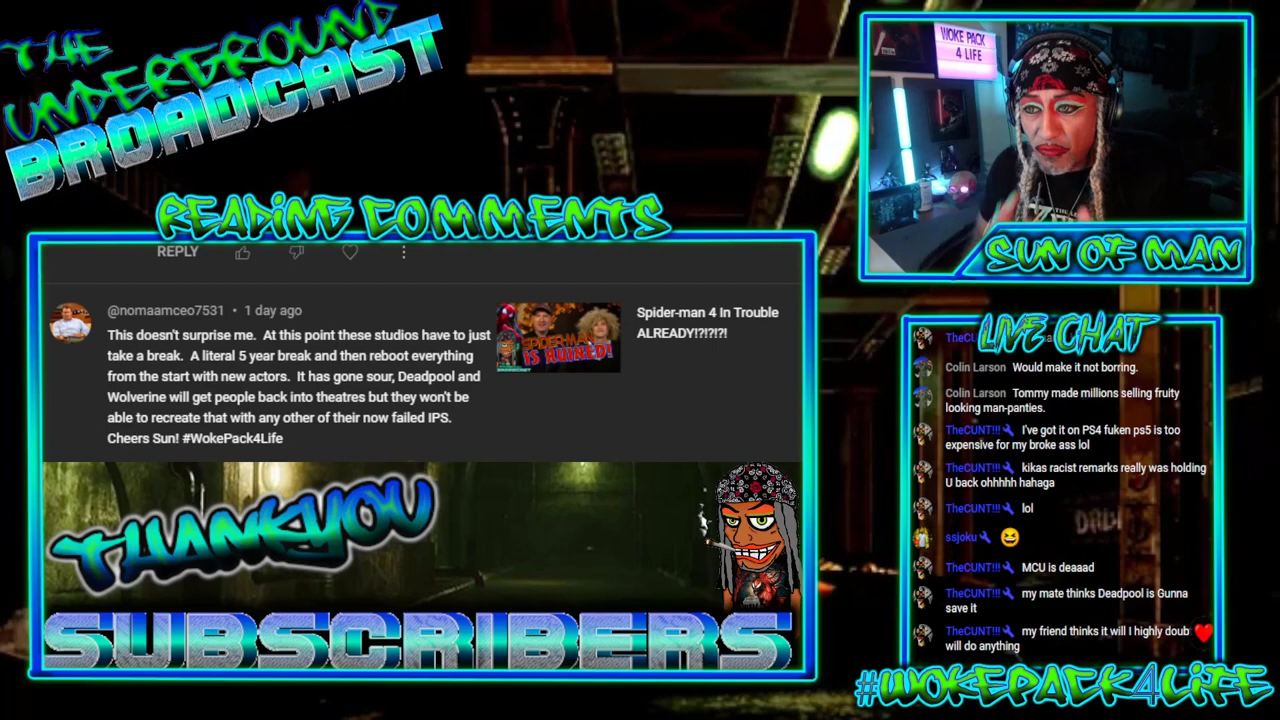 THE
UNDERGROUND
BROADCAST
WOKE PACK
4 LIFE
SUN OF MAN
READING COMMENTS
REPLY
@nomaamceo7531 • 1 day ago
This doesn't surprise me. At this point these studios have to just
take a break. A literal 5 year break and then reboot everything
from the start with new actors. It has gone sour, Deadpool and
Wolverine will get people back into theatres but they won't be
able to recreate that with any other of their now failed IPS.
Cheers Sun! #WokePack4Life
SPIDERMAN
IS RUINED!
Spider-man 4 In Trouble
ALREADY!?!?!?!
THANKYOU
SUBSCRIBERS
LIVE CHAT
Colin Larson Would make it not borring.
Colin Larson Tommy made millions selling fruity
looking man-panties.
TheCUNT!!! I've got it on PS4 fuken ps5 is too
expensive for my broke ass lol
TheCUNT!!! kikas racist remarks really was holding
U back ohhhhh hahaga
TheCUNT!!! lol
ssjoku 😆
TheCUNT!!! MCU is deaaad
TheCUNT!!! my mate thinks Deadpool is Gunna
save it
TheCUNT!!! my friend thinks it will I highly doub
will do anything
#WOKEPACK4LIFE